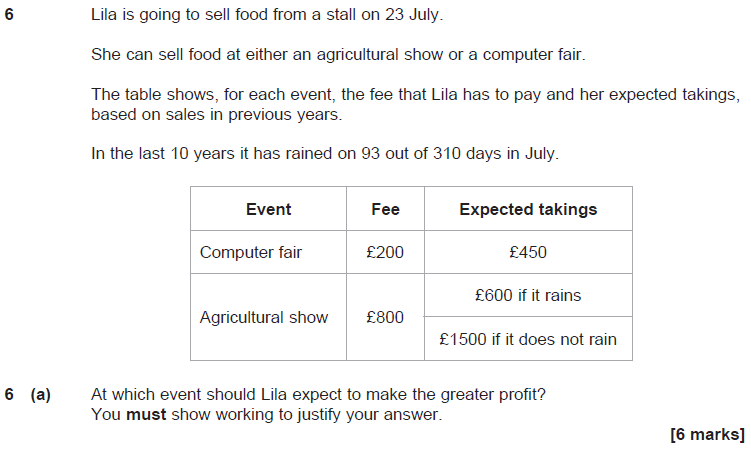 6 Lila is going to sell food from a stall on 23 July.
She can sell food at either an agricultural show or a computer fair.
The table shows, for each event, the fee that Lila has to pay and her expected takings,
based on sales in previous years.
In the last 10 years it has rained on 93 out of 310 days in July.
Event Fee Expected takings
Computer fair £200 £450
Agricultural show £800 £600 if it rains
£1500 if it does not rain
6 (a) At which event should Lila expect to make the greater profit?
You must show working to justify your answer.
[6 marks]